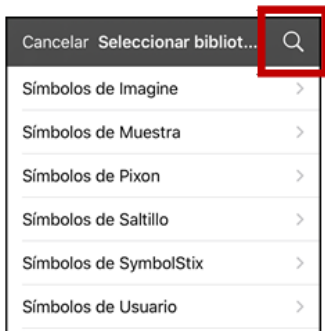 Cancelar Seleccionar bibliot...
Símbolos de Imagine
Símbolos de Muestra
Símbolos de Pixon
Símbolos de Saltillo
Símbolos de SymbolStix
Símbolos de Usuario